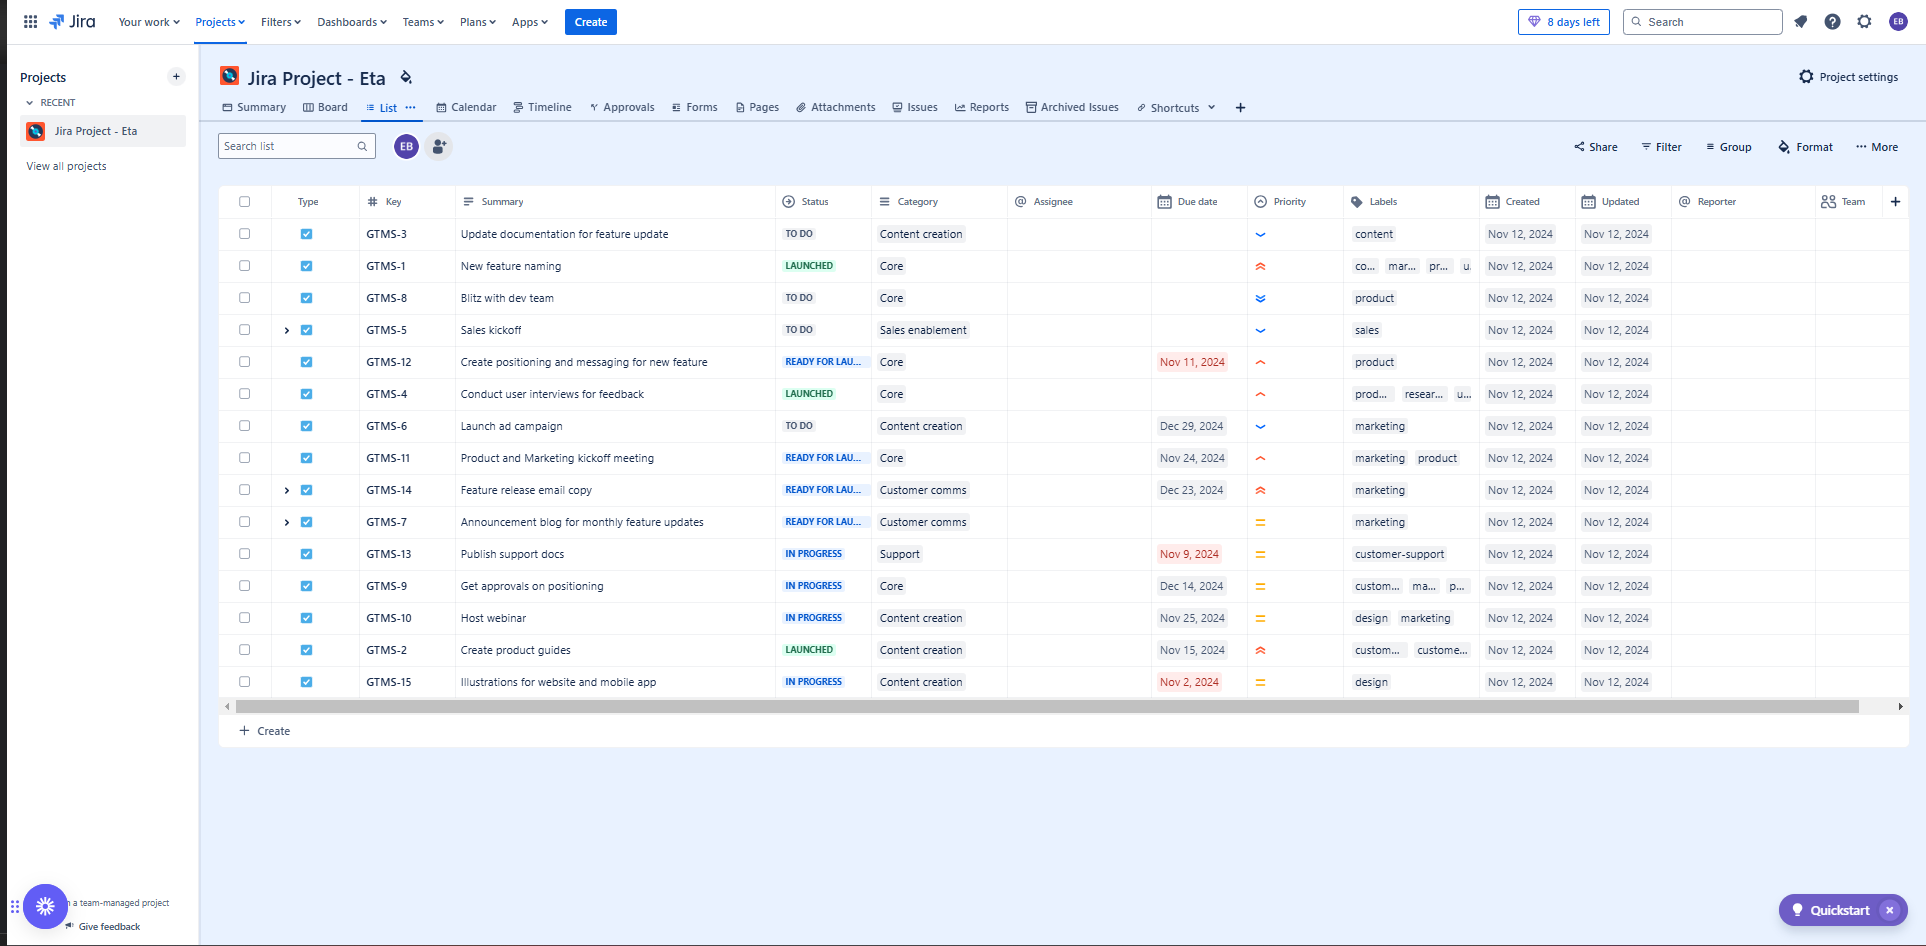 Jira Your work Projects Filters Dashboards Teams Plans Apps Create 8 days left Search EB
Projects
RECENT
Jira Project - Eta
View all projects
Jira Project - Eta Project settings
Summary Board List Calendar Timeline Approvals Forms Pages Attachments Issues Reports Archived Issues Shortcuts
Search list EB Share Filter Group Format More
Type Key Summary Status Category Assignee Due date Priority Labels Created Updated Reporter Team
GTMS-3 Update documentation for feature update TO DO Content creation content Nov 12, 2024 Nov 12, 2024
GTMS-1 New feature naming LAUNCHED Core co... mar... pr... u. Nov 12, 2024 Nov 12, 2024
GTMS-8 Blitz with dev team TO DO Core product Nov 12, 2024 Nov 12, 2024
GTMS-5 Sales kickoff TO DO Sales enablement sales Nov 12, 2024 Nov 12, 2024
GTMS-12 Create positioning and messaging for new feature READY FOR LAU... Core Nov 11, 2024 product Nov 12, 2024 Nov 12, 2024
GTMS-4 Conduct user interviews for feedback LAUNCHED Core prod... resear... u... Nov 12, 2024 Nov 12, 2024
GTMS-6 Launch ad campaign TO DO Content creation Dec 29, 2024 marketing Nov 12, 2024 Nov 12, 2024
GTMS-11 Product and Marketing kickoff meeting READY FOR LAU... Core Nov 24, 2024 marketing product Nov 12, 2024 Nov 12, 2024
GTMS-14 Feature release email copy READY FOR LAU... Customer comms Dec 23, 2024 marketing Nov 12, 2024 Nov 12, 2024
GTMS-7 Announcement blog for monthly feature updates READY FOR LAU... Customer comms marketing Nov 12, 2024 Nov 12, 2024
GTMS-13 Publish support docs IN PROGRESS Support Nov 9, 2024 customer-support Nov 12, 2024 Nov 12, 2024
GTMS-9 Get approvals on positioning IN PROGRESS Core Dec 14, 2024 custom... ma... p... Nov 12, 2024 Nov 12, 2024
GTMS-10 Host webinar IN PROGRESS Content creation Nov 25, 2024 design marketing Nov 12, 2024 Nov 12, 2024
GTMS-2 Create product guides LAUNCHED Content creation Nov 15, 2024 custom... custome... Nov 12, 2024 Nov 12, 2024
GTMS-15 Illustrations for website and mobile app IN PROGRESS Content creation Nov 2, 2024 design Nov 12, 2024 Nov 12, 2024
Create
a team-managed project
Give feedback
Quickstart